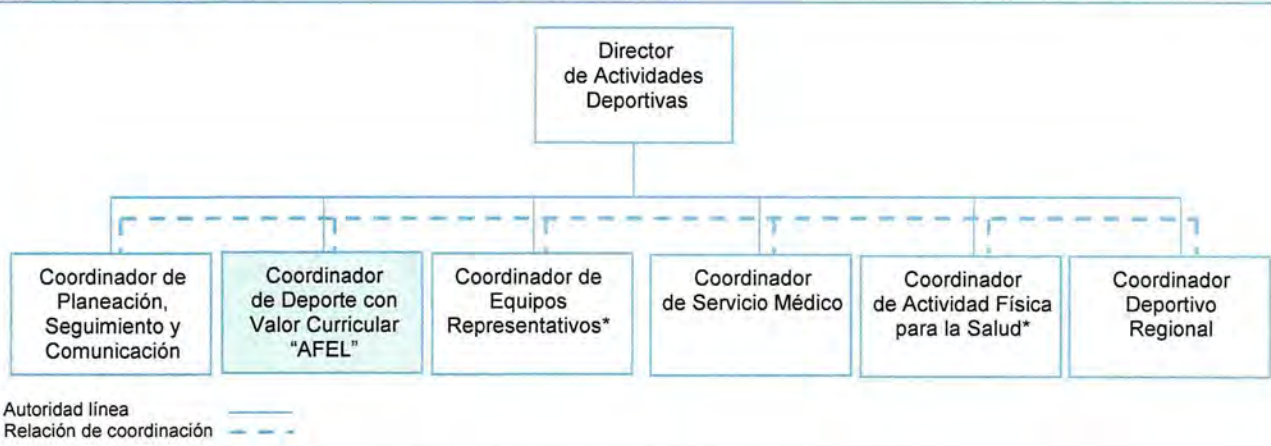 Director
de Actividades
Deportivas
Coordinador de
Planeación,
Seguimiento y
Comunicación
Coordinador
de Deporte con
Valor Curricular
“AFEL”
Coordinador de
Equipos
Representativos*
Coordinador
de Servicio Médico
Coordinador
de Actividad Física
para la Salud*
Coordinador
Deportivo
Regional
Autoridad línea
Relación de coordinación